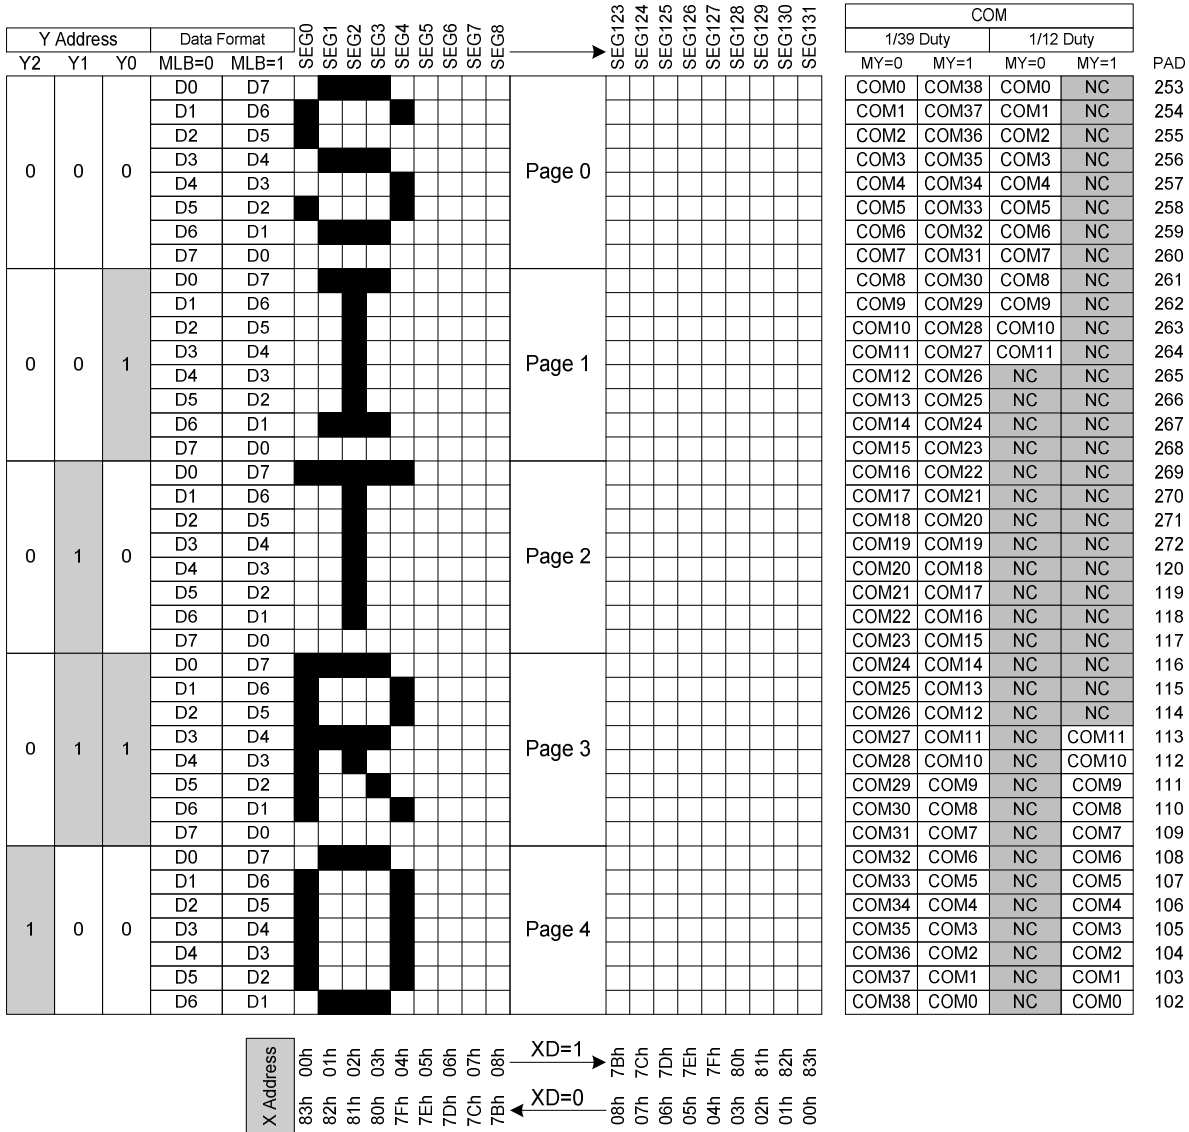 SEG0 SEG1 SEG2 SEG3 SEG4 SEG5 SEG6 SEG7 SEG8 SEG123 SEG124 SEG125 SEG126 SEG127 SEG128 SEG129 SEG130 SEG131 COM
Y Address Data Format 1/39 Duty 1/12 Duty
Y2 Y1 Y0 MLB=0 MLB=1 MY=0 MY=1 MY=0 MY=1 PAD
D0 D7 COM0 COM38 COM0 NC 253
D1 D6 COM1 COM37 COM1 NC 254
D2 D5 COM2 COM36 COM2 NC 255
D3 D4 COM3 COM35 COM3 NC 256
0 0 0 Page 0
D4 D3 COM4 COM34 COM4 NC 257
D5 D2 COM5 COM33 COM5 NC 258
D6 D1 COM6 COM32 COM6 NC 259
D7 D0 COM7 COM31 COM7 NC 260
D0 D7 COM8 COM30 COM8 NC 261
D1 D6 COM9 COM29 COM9 NC 262
D2 D5 COM10 COM28 COM10 NC 263
D3 D4 COM11 COM27 COM11 NC 264
0 0 1 Page 1
D4 D3 COM12 COM26 NC NC 265
D5 D2 COM13 COM25 NC NC 266
D6 D1 COM14 COM24 NC NC 267
D7 D0 COM15 COM23 NC NC 268
D0 D7 COM16 COM22 NC NC 269
D1 D6 COM17 COM21 NC NC 270
D2 D5 COM18 COM20 NC NC 271
D3 D4 COM19 COM19 NC NC 272
0 1 0 Page 2
D4 D3 COM20 COM18 NC NC 120
D5 D2 COM21 COM17 NC NC 119
D6 D1 COM22 COM16 NC NC 118
D7 D0 COM23 COM15 NC NC 117
D0 D7 COM24 COM14 NC NC 116
D1 D6 COM25 COM13 NC NC 115
D2 D5 COM26 COM12 NC NC 114
D3 D4 COM27 COM11 NC COM11 113
0 1 1 Page 3
D4 D3 COM28 COM10 NC COM10 112
D5 D2 COM29 COM9 NC COM9 111
D6 D1 COM30 COM8 NC COM8 110
D7 D0 COM31 COM7 NC COM7 109
D0 D7 COM32 COM6 NC COM6 108
D1 D6 COM33 COM5 NC COM5 107
D2 D5 COM34 COM4 NC COM4 106
1 0 0 D3 D4 Page 4 COM35 COM3 NC COM3 105
D4 D3 COM36 COM2 NC COM2 104
D5 D2 COM37 COM1 NC COM1 103
D6 D1 COM38 COM0 NC COM0 102
X Address
00h 01h 02h 03h 04h 05h 06h 07h 08h XD=1 7Bh 7Ch 7Dh 7Eh 7Fh 80h 81h 82h 83h
83h 82h 81h 80h 7Fh 7Eh 7Dh 7Ch 7Bh XD=0 08h 07h 06h 05h 04h 03h 02h 01h 00h